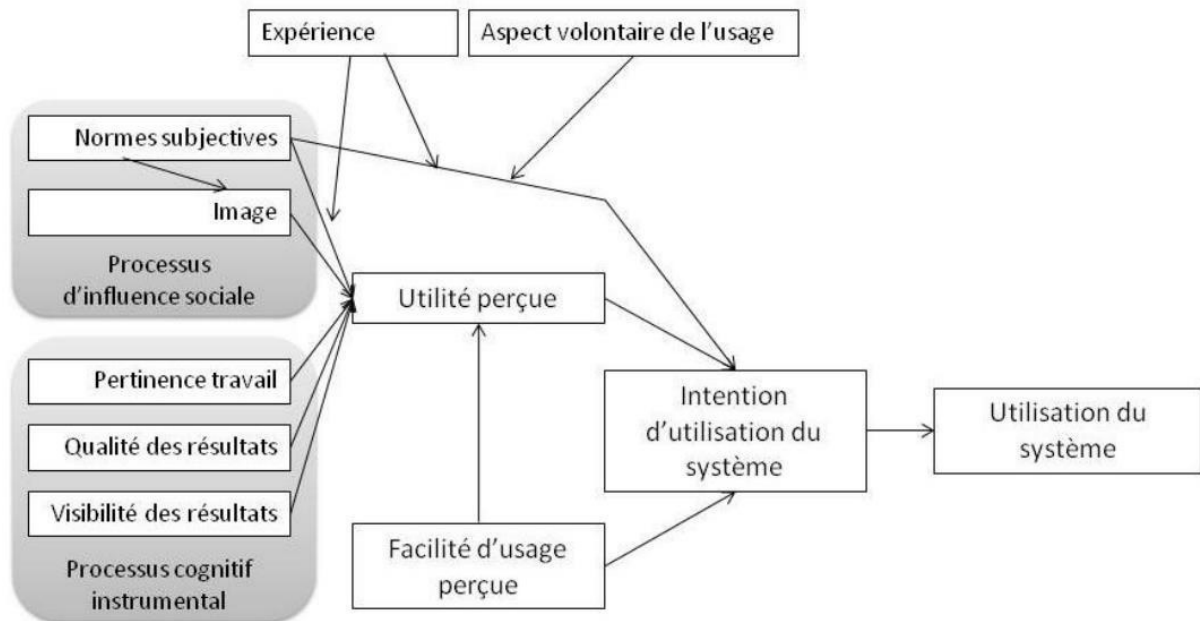 Expérience
Aspect volontaire de l'usage
Normes subjectives
Image
Processus
d'influence sociale
Utilité perçue
Pertinence travail
Qualité des résultats
Visibilité des résultats
Processus cognitif
instrumental
Facilité d'usage
perçue
Intention
d'utilisation du
système
Utilisation du
système